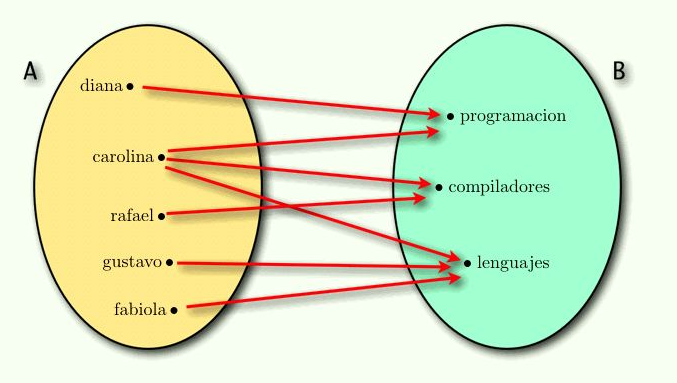 A
B
diana
programacion
carolina
compiladores
rafael
gustavo
lenguajes
fabiola